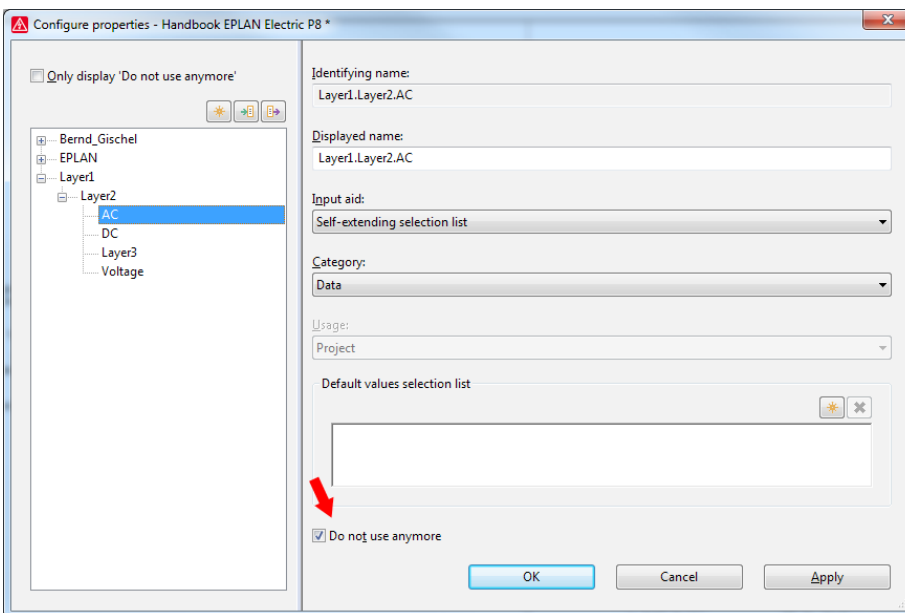 Configure properties - Handbook EPLAN Electric P8 *
Only display 'Do not use anymore'
Bernd_Gischel
EPLAN
Layer1
Layer2
AC
DC
Layer3
Voltage
Identifying name:
Layer1.Layer2.AC
Displayed name:
Layer1.Layer2.AC
Input aid:
Self-extending selection list
Category:
Data
Usage:
Project
Default values selection list
Do not use anymore
OK Cancel Apply